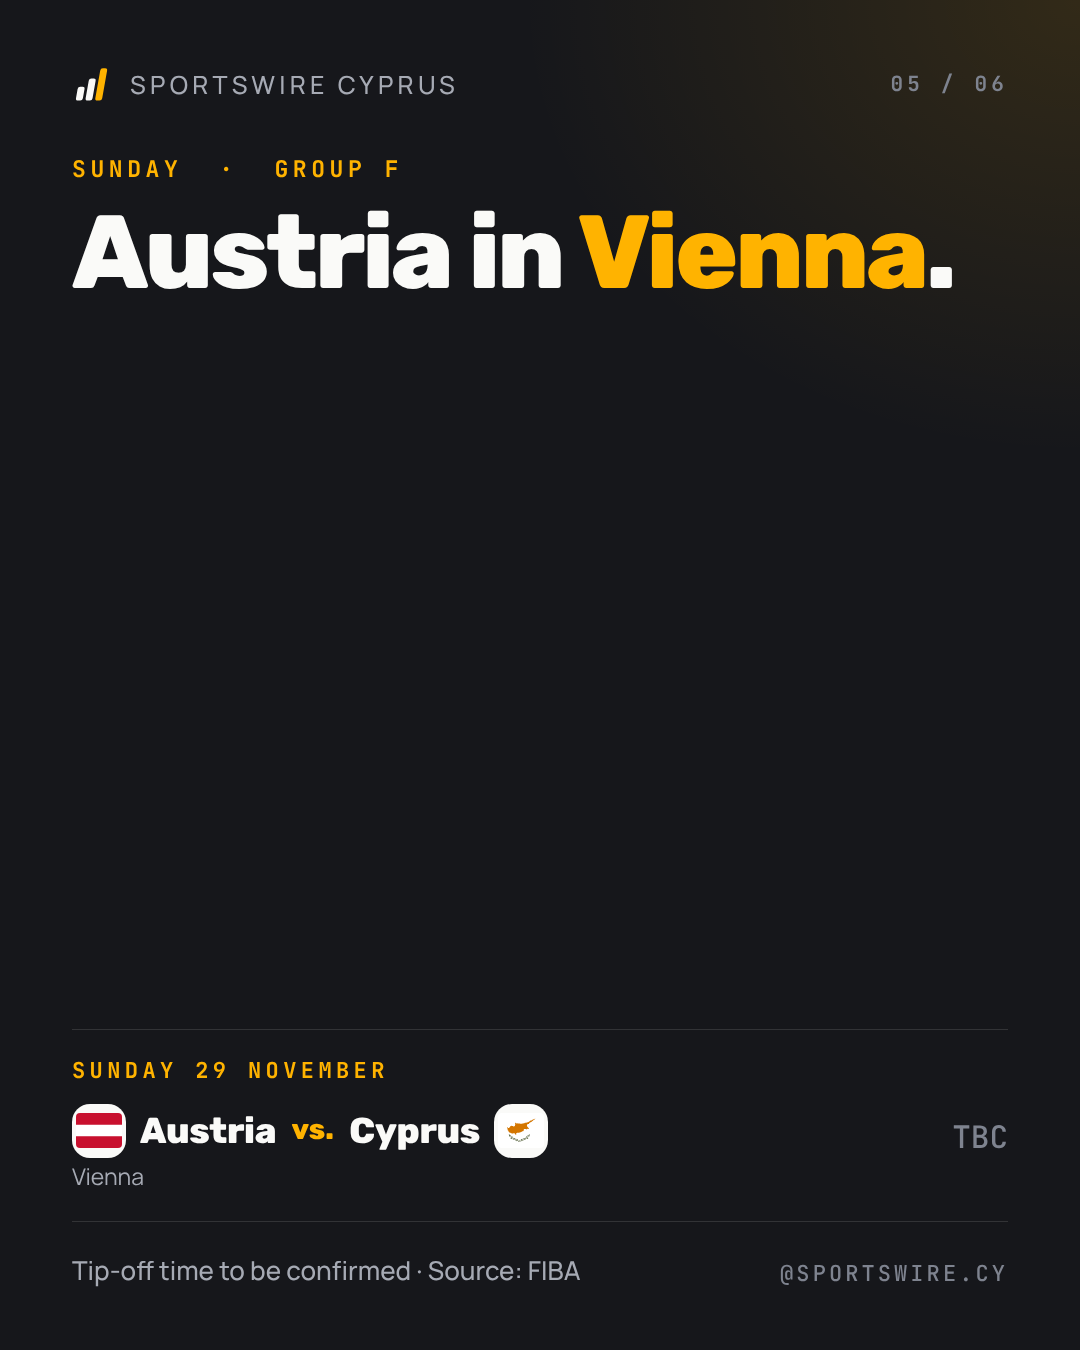 SPORTSWIRE CYPRUS
05 / 06
SUNDAY · GROUP F
Austria in Vienna.
SUNDAY 29 NOVEMBER
Austria vs. Cyprus
TBC
Vienna
Tip-off time to be confirmed · Source: FIBA
@SPORTSWIRE.CY